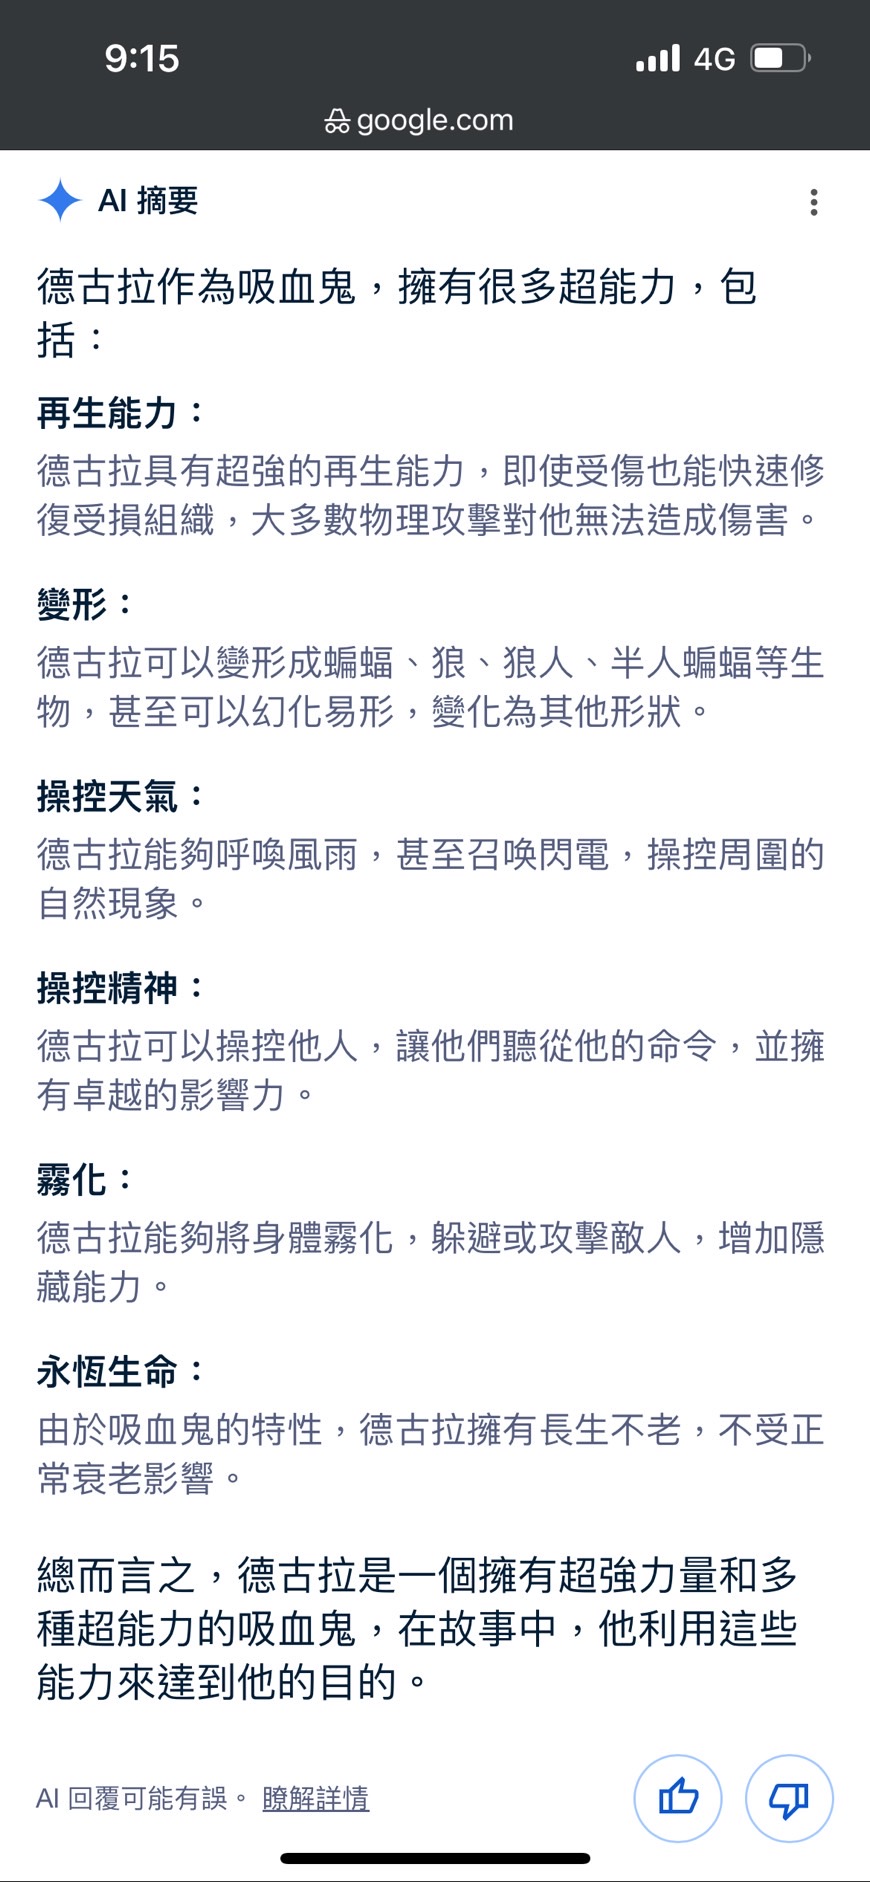 9:15
4G
google.com
AI 摘要
德古拉作為吸血鬼，擁有很多超能力，包
括：
再生能力：
德古拉具有超強的再生能力，即使受傷也能快速修
復受損組織，大多數物理攻擊對他無法造成傷害。
變形：
德古拉可以變形成蝙蝠、狼、狼人、半人蝙蝠等生
物，甚至可以幻化易形，變化為其他形狀。
操控天氣：
德古拉能夠呼喚風雨，甚至召喚閃電，操控周圍的
自然現象。
操控精神：
德古拉可以操控他人，讓他們聽從他的命令，並擁
有卓越的影響力。
霧化：
德古拉能夠將身體霧化，躲避或攻擊敵人，增加隱
藏能力。
永恆生命：
由於吸血鬼的特性，德古拉擁有長生不老，不受正
常衰老影響。
總而言之，德古拉是一個擁有超強力量和多
種超能力的吸血鬼，在故事中，他利用這些
能力來達到他的目的。
AI 回覆可能有誤。 瞭解詳情